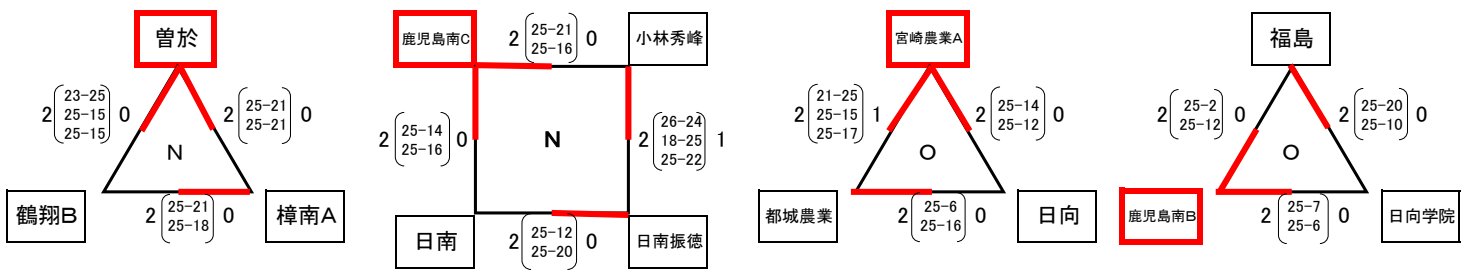 曽於
2 23-25 0
25-15
25-15
2 25-21 0
25-21
N
鶴翔B
2 25-21 0
25-18
樟南A
鹿児島南C
2 25-21 0
25-16
小林秀峰
2 25-14 0
25-16
N
2 26-24 1
18-25
25-22
日南
2 25-12 0
25-20
日南振徳
宮崎農業A
2 21-25 1
25-15
25-17
2 25-14 0
25-12
O
都城農業
2 25-6 0
25-16
日向
福島
2 25-2 0
25-12
2 25-20 0
25-10
O
鹿児島南B
2 25-7 0
25-6
日向学院